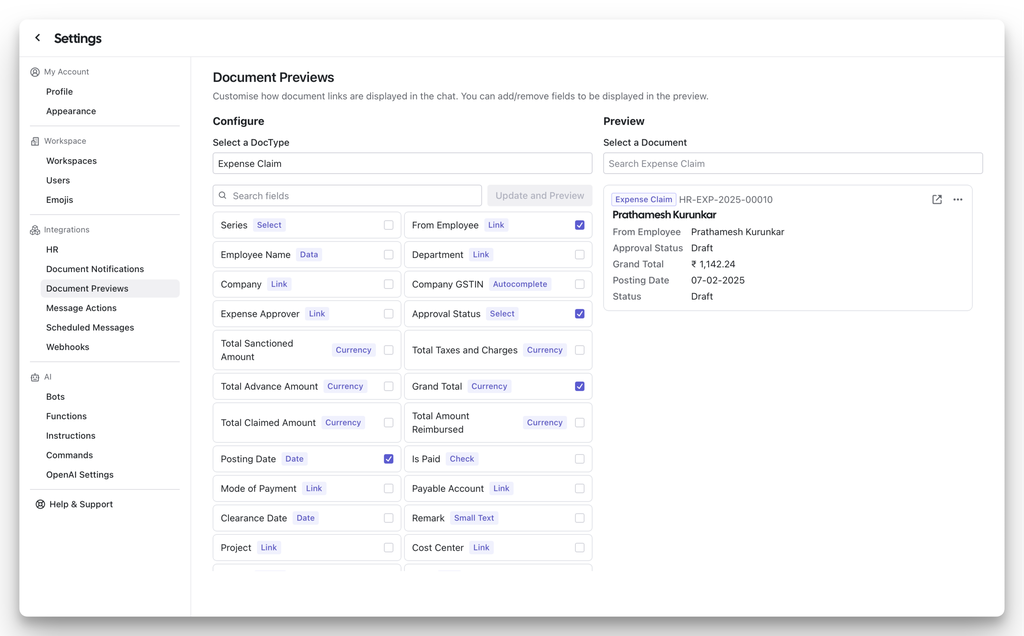 Settings
My Account
Profile
Appearance
Workspace
Workspaces
Users
Emojis
Integrations
HR
Document Notifications
Document Previews
Message Actions
Scheduled Messages
Webhooks
AI
Bots
Functions
Instructions
Commands
OpenAI Settings
Help & Support
Document Previews
Customise how document links are displayed in the chat. You can add/remove fields to be displayed in the preview.
Configure
Select a DocType
Expense Claim
Search fields
Update and Preview
Series Select
From Employee Link
Employee Name Data
Department Link
Company Link
Company GSTIN Autocomplete
Expense Approver Link
Approval Status Select
Total Sanctioned
Amount
Currency
Total Taxes and Charges Currency
Total Advance Amount Currency
Grand Total Currency
Total Claimed Amount Currency
Total Amount
Reimbursed
Currency
Posting Date Date
Is Paid Check
Mode of Payment Link
Payable Account Link
Clearance Date Date
Remark Small Text
Project Link
Cost Center Link
Preview
Select a Document
Search Expense Claim
Expense Claim HR-EXP-2025-00010
Prathamesh Kurunkar
From Employee Prathamesh Kurunkar
Approval Status Draft
Grand Total ₹ 1,142.24
Posting Date 07-02-2025
Status Draft